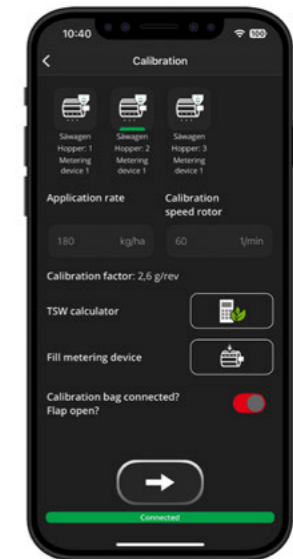 10:40
100
Calibration
Säwagen Säwagen Säwagen
Hopper: 1 Hopper: 2 Hopper: 3
Metering Metering Metering
device 1 device 1 device 1
Application rate Calibration
speed rotor
180 kg/ha 60 1/min
Calibration factor: 2,6 g/rev
TSW calculator
Fill metering device
Calibration bag connected?
Flap open?
Connected